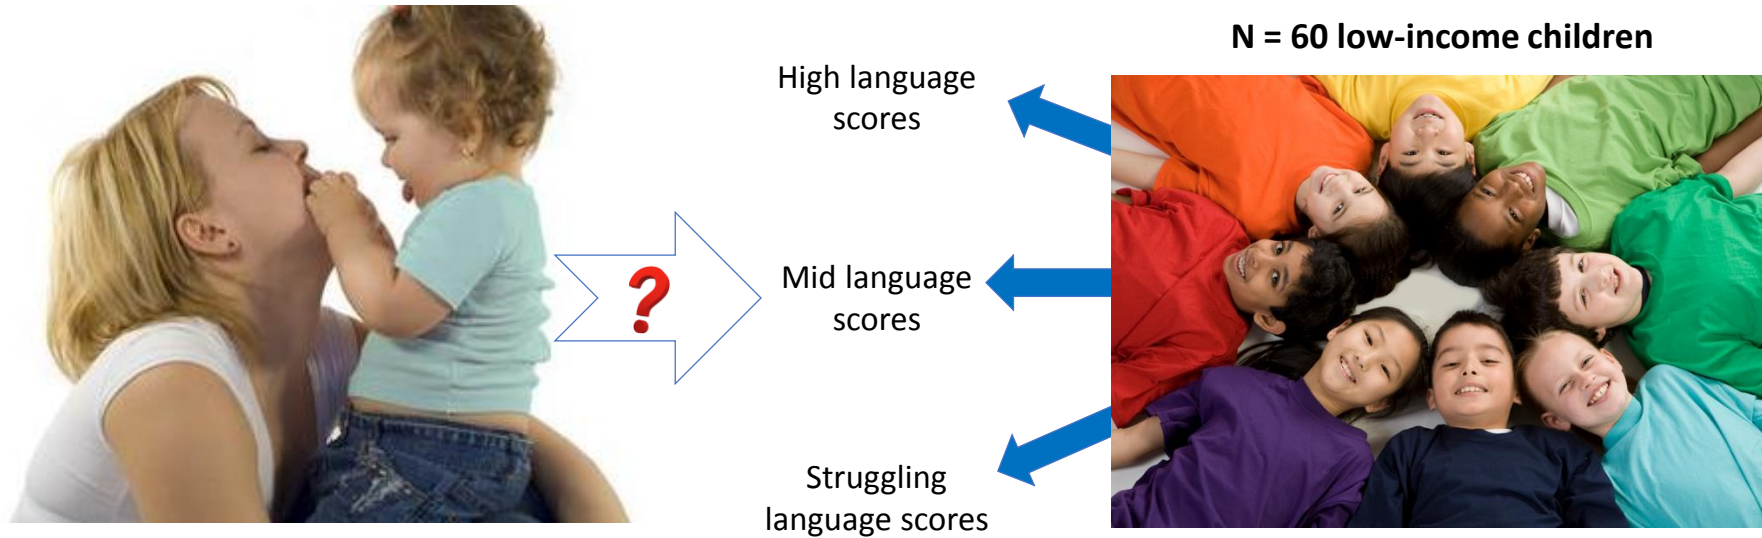 N = 60 low-income children
High language
scores
?
Mid language
scores
Struggling
language scores